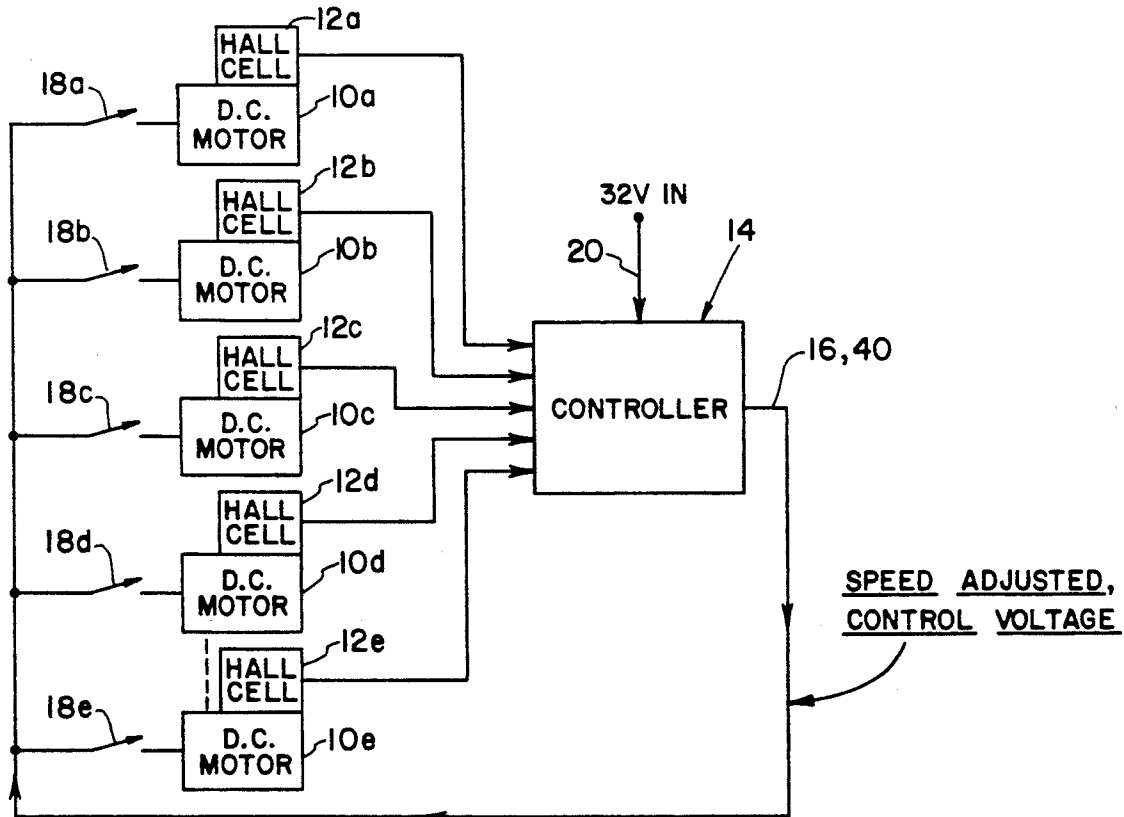 12a
HALL
CELL
18a
D.C.
MOTOR
10a
12b
HALL
CELL
32V IN
18b
D.C.
MOTOR
10b
20
14
12c
HALL
CELL
16,40
18c
D.C.
MOTOR
10c
CONTROLLER
12d
HALL
CELL
18d
D.C.
MOTOR
10d
SPEED ADJUSTED,
CONTROL VOLTAGE
12e
HALL
CELL
18e
D.C.
MOTOR
10e